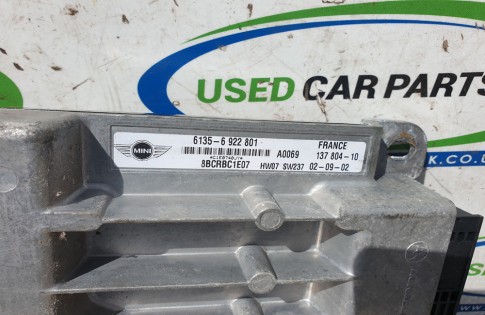 USED CAR PARTS
MINI
6135-6 922 801
A0069
8BCRBC1E07
HW07 SW237
FRANCE
137 804-10
02-09-02
.uk